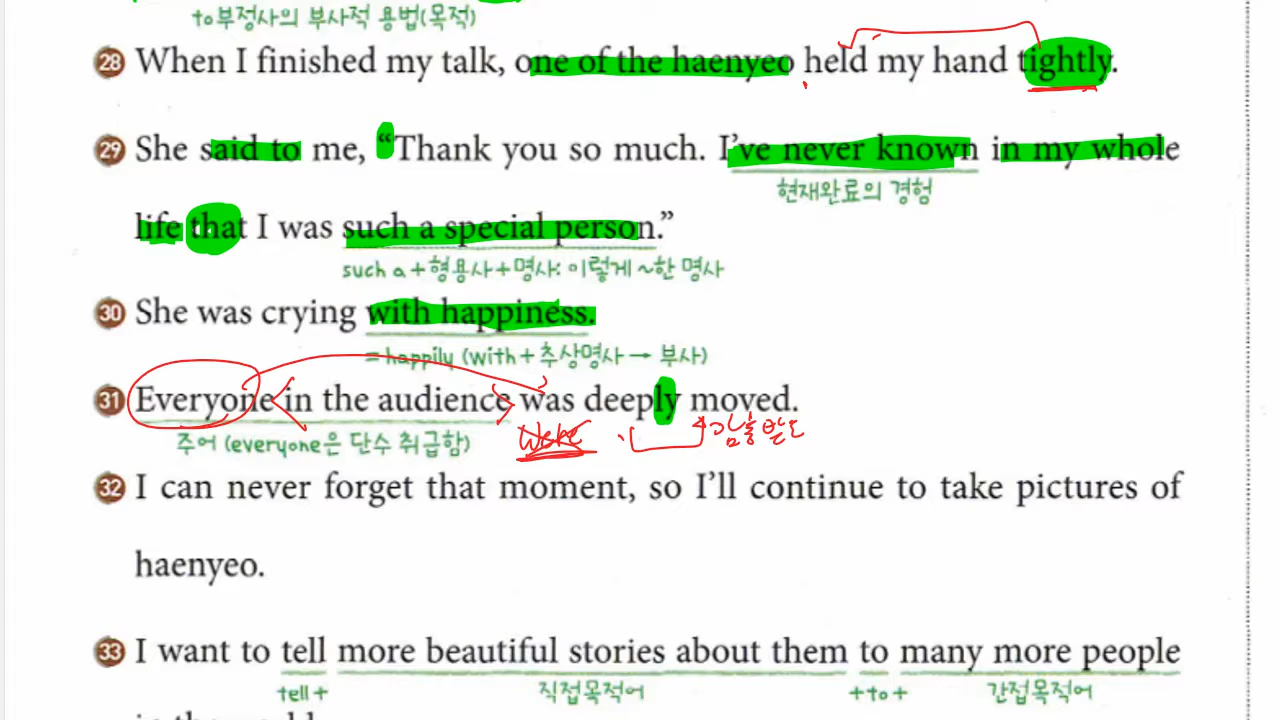 to부정사의 부사적 용법(목적)
28 When I finished my talk, one of the haenyeo held my hand tightly.
29 She said to me, “Thank you so much. I’ve never known in my whole
현재완료의 경험
life that I was such a special person.”
such a + 형용사 + 명사: 이렇게 ~한 명사
30 She was crying with happiness.
= happily (with + 추상명사 → 부사)
31 Everyone in the audience was deeply moved.
주어 (everyone은 단수 취급함)
were
32 I can never forget that moment, so I’ll continue to take pictures of
haenyeo.
33 I want to tell more beautiful stories about them to many more people
tell + 직접목적어 + to + 간접목적어